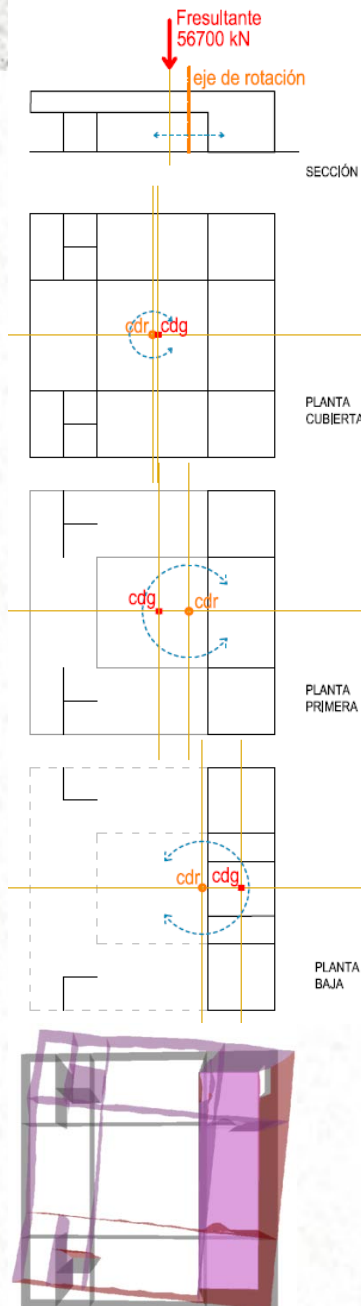 Fresultante
56700 kN
eje de rotación
SECCIÓN
cdr
cdg
PLANTA
CUBIERTA
cdg
cdr
PLANTA
PRIMERA
cdr
cdg
PLANTA
BAJA